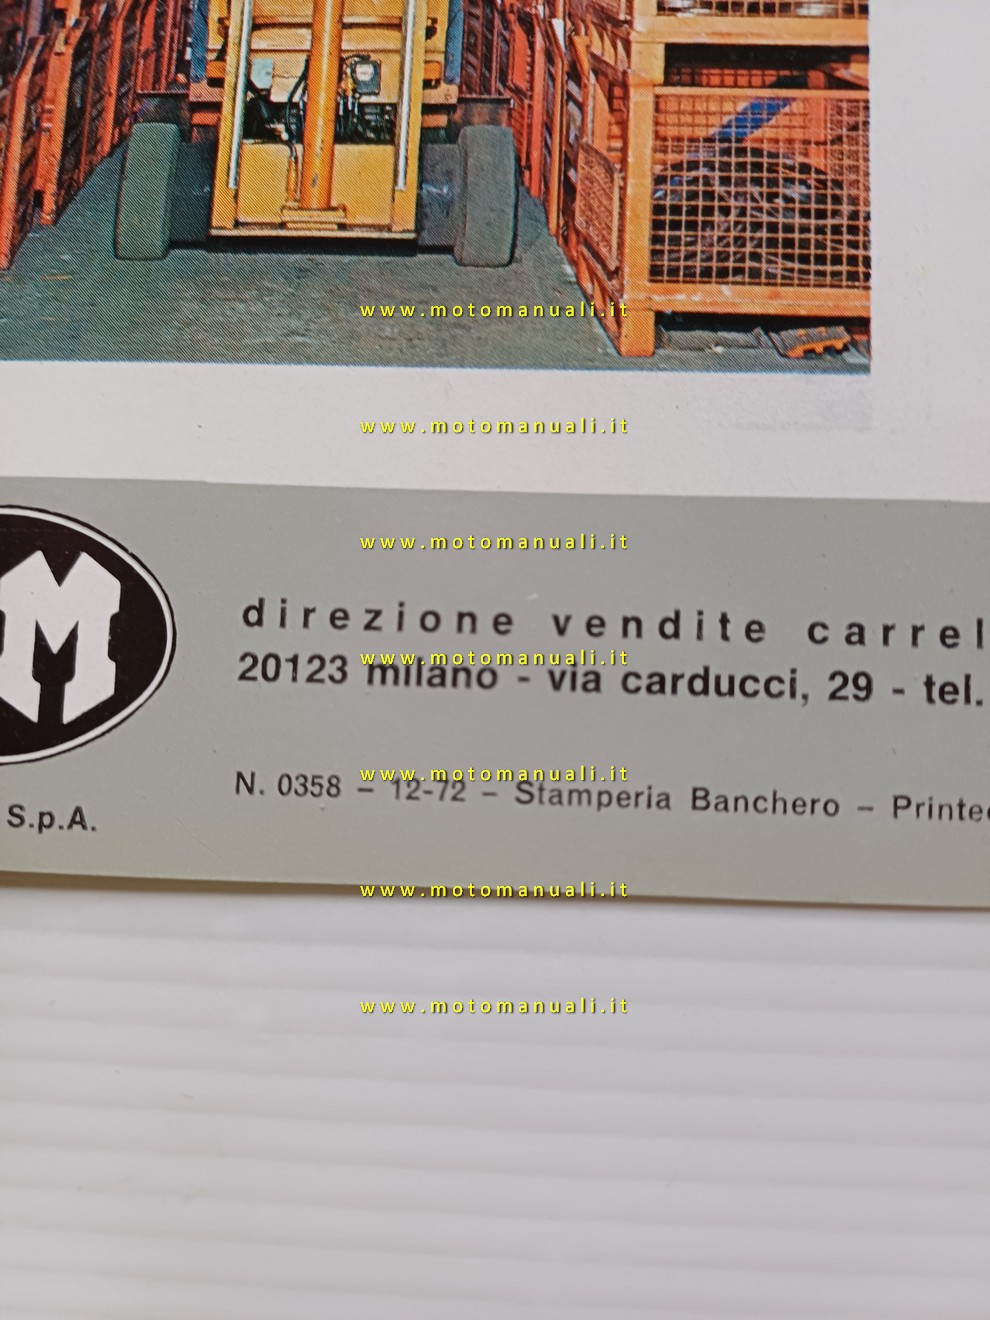 www.motomanuali.it
www.motomanuali.it
www.motomanuali.it
M
direzione vendite carrel
www.motomanuali.it
20123 milano - via carducci, 29 - tel.
www.motomanuali.it
N. 0358 – 12-72 – Stamperia Banchero – Printed
S.p.A.
www.motomanuali.it
www.motomanuali.it